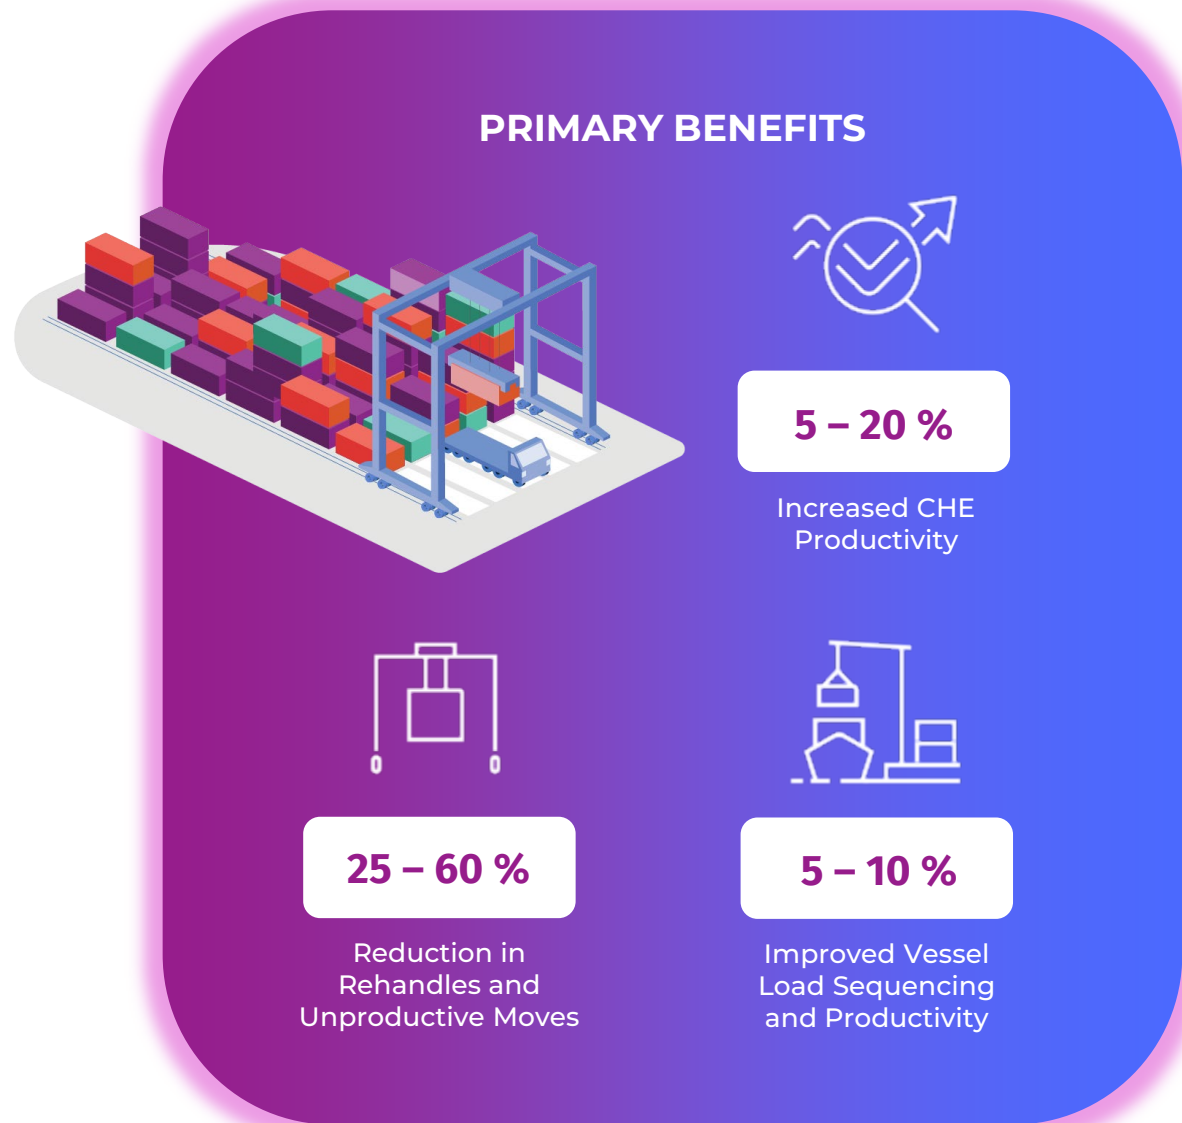 PRIMARY BENEFITS
5 – 20 %
Increased CHE
Productivity
25 – 60 %
Reduction in
Rehandles and
Unproductive Moves
5 – 10 %
Improved Vessel
Load Sequencing
and Productivity